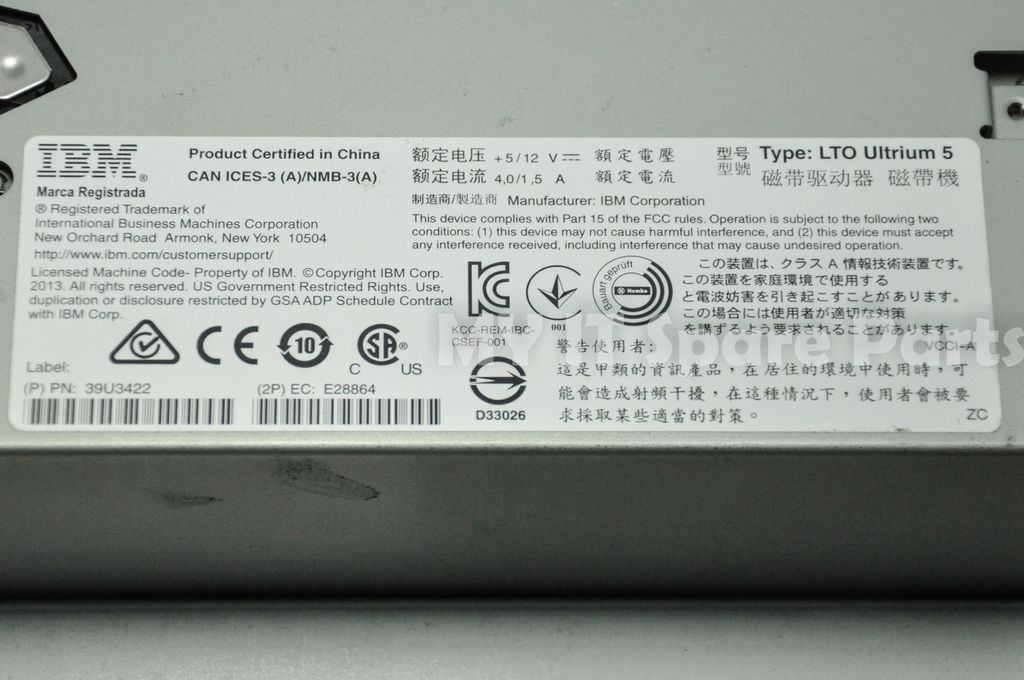 IBM®
Marca Registrada
® Registered Trademark of
International Business Machines Corporation
New Orchard Road Armonk, New York 10504
http://www.ibm.com/customersupport/
Licensed Machine Code- Property of IBM. ©Copyright IBM Corp.
2013. All rights reserved. US Government Restricted Rights. Use,
duplication or disclosure restricted by GSA ADP Schedule Contract
with IBM Corp.
Product Certified in China
CAN ICES-3 (A)/NMB-3(A)
额定电压 +5/12 V 額定電壓
额定电流 4,0/1,5 A 額定電流
型号 Type: LTO Ultrium 5
型號 磁带驱动器 磁帶機
制造商/製造商 Manufacturer: IBM Corporation
This device complies with Part 15 of the FCC rules. Operation is subject to the following two
conditions: (1) this device may not cause harmful interference, and (2) this device must accept
any interference received, including interference that may cause undesired operation.
KCC-REM-IBC-
CSEF-001
001
Bauart geprüft
Nemko
この装置は、クラス A 情報技術装置です。
この装置を家庭環境で使用する
と電波妨害を引き起こすことがあります。
この場合には使用者が適切な対策
を講ずるよう要求されることがあります。
VCCI-A
CE
10
SA®
C US
D33026
警告使用者:
這是甲類的資訊產品，在居住的環境中使用時，可
能會造成射頻干擾，在這種情況下，使用者會被要
求採取某些適當的對策。
ZC
Label:
(P) PN: 39U3422
(2P) EC: E28864
My IT Spare Parts